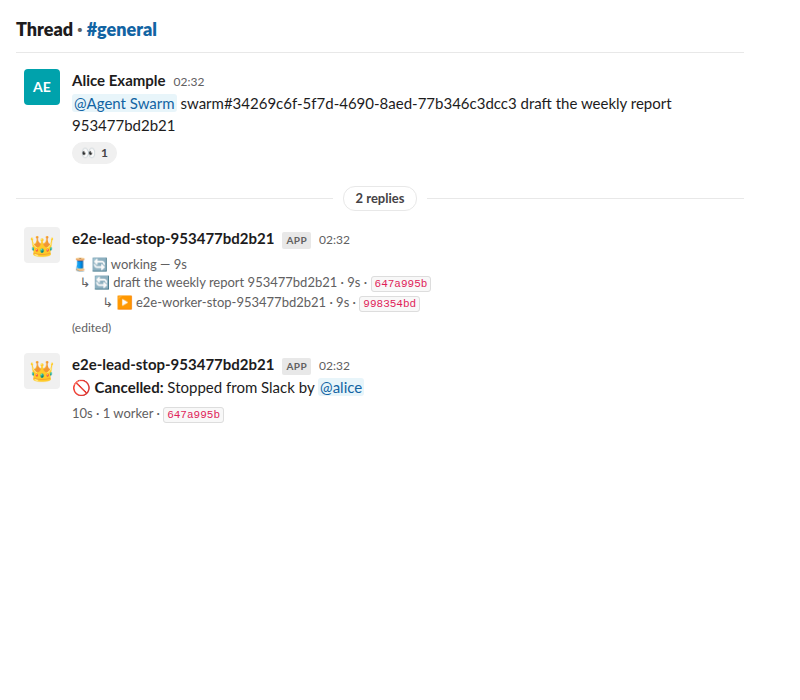 Thread • #general
AE
Alice Example 02:32
@Agent Swarm swarm#34269c6f-5f7d-4690-8aed-77b346c3dcc3 draft the weekly report
953477bd2b21
👀 1
2 replies
e2e-lead-stop-953477bd2b21 APP 02:32
🧵 🔄 working — 9s
↳ 🔄 draft the weekly report 953477bd2b21 · 9s · 647a995b
↳ ▶️ e2e-worker-stop-953477bd2b21 · 9s · 998354bd
(edited)
e2e-lead-stop-953477bd2b21 APP 02:32
🚫 Cancelled: Stopped from Slack by @alice
10s · 1 worker · 647a995b